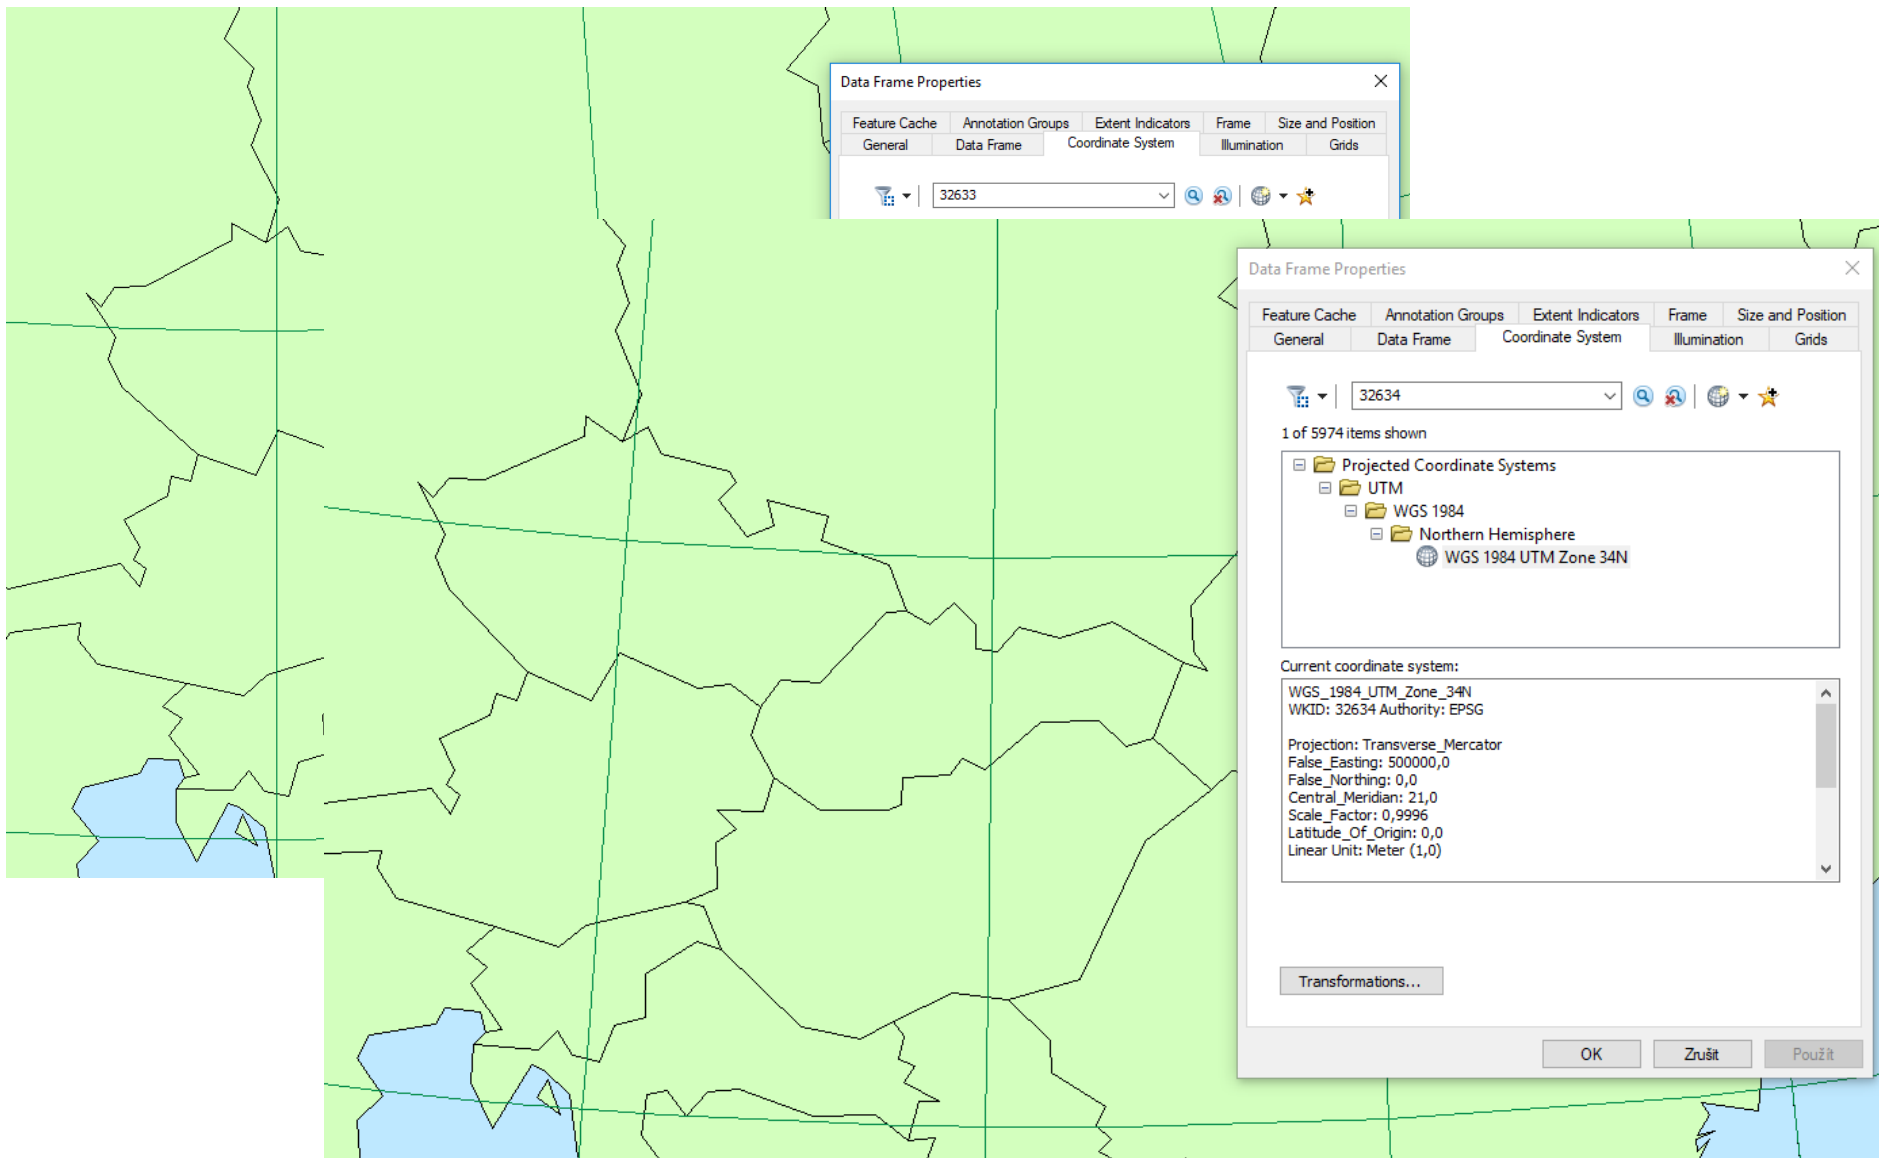 Data Frame Properties
Feature Cache Annotation Groups Extent Indicators Frame Size and Position
General Data Frame Coordinate System Illumination Grids
32633
Data Frame Properties
Feature Cache Annotation Groups Extent Indicators Frame Size and Position
General Data Frame Coordinate System Illumination Grids
32634
1 of 5974 items shown
Projected Coordinate Systems
UTM
WGS 1984
Northern Hemisphere
WGS 1984 UTM Zone 34N
Current coordinate system:
WGS_1984_UTM_Zone_34N
WKID: 32634 Authority: EPSG
Projection: Transverse_Mercator
False_Easting: 500000,0
False_Northing: 0,0
Central_Meridian: 21,0
Scale_Factor: 0,9996
Latitude_Of_Origin: 0,0
Linear Unit: Meter (1,0)
Transformations...
OK Zrušit Použít